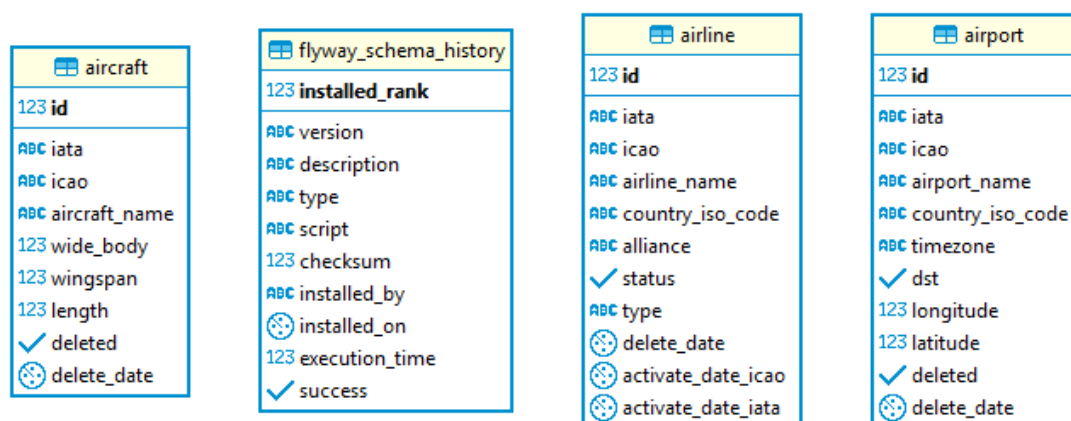 aircraft
123 id
ABC iata
ABC icao
ABC aircraft_name
123 wide_body
123 wingspan
123 length
deleted
delete_date
flyway_schema_history
123 installed_rank
ABC version
ABC description
ABC type
ABC script
123 checksum
ABC installed_by
installed_on
123 execution_time
success
airline
123 id
ABC iata
ABC icao
ABC airline_name
ABC country_iso_code
ABC alliance
status
ABC type
delete_date
activate_date_icao
activate_date_iata
airport
123 id
ABC iata
ABC icao
ABC airport_name
ABC country_iso_code
ABC timezone
dst
123 longitude
123 latitude
deleted
delete_date